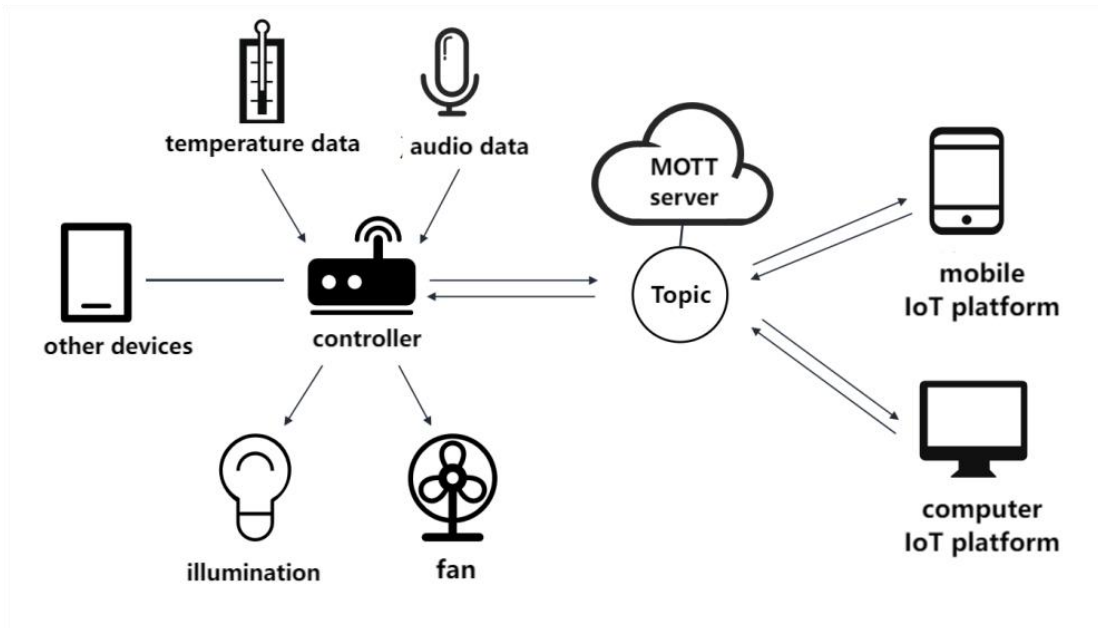 temperature data
audio data
MOTT
server
other devices
controller
Topic
mobile
IoT platform
illumination
fan
computer
IoT platform